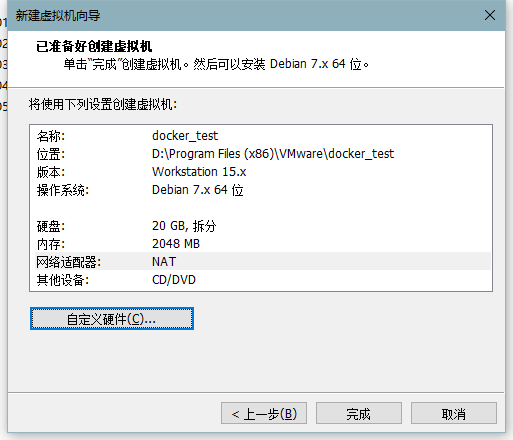 新建虚拟机向导
已准备好创建虚拟机
单击“完成”创建虚拟机。然后可以安装 Debian 7.x 64 位。
将使用下列设置创建虚拟机:
名称: docker_test
位置: D:\Program Files (x86)\VMware\docker_test
版本: Workstation 15.x
操作系统: Debian 7.x 64 位
硬盘: 20 GB, 拆分
内存: 2048 MB
网络适配器: NAT
其他设备: CD/DVD
自定义硬件(C)...
< 上一步(B) 完成 取消